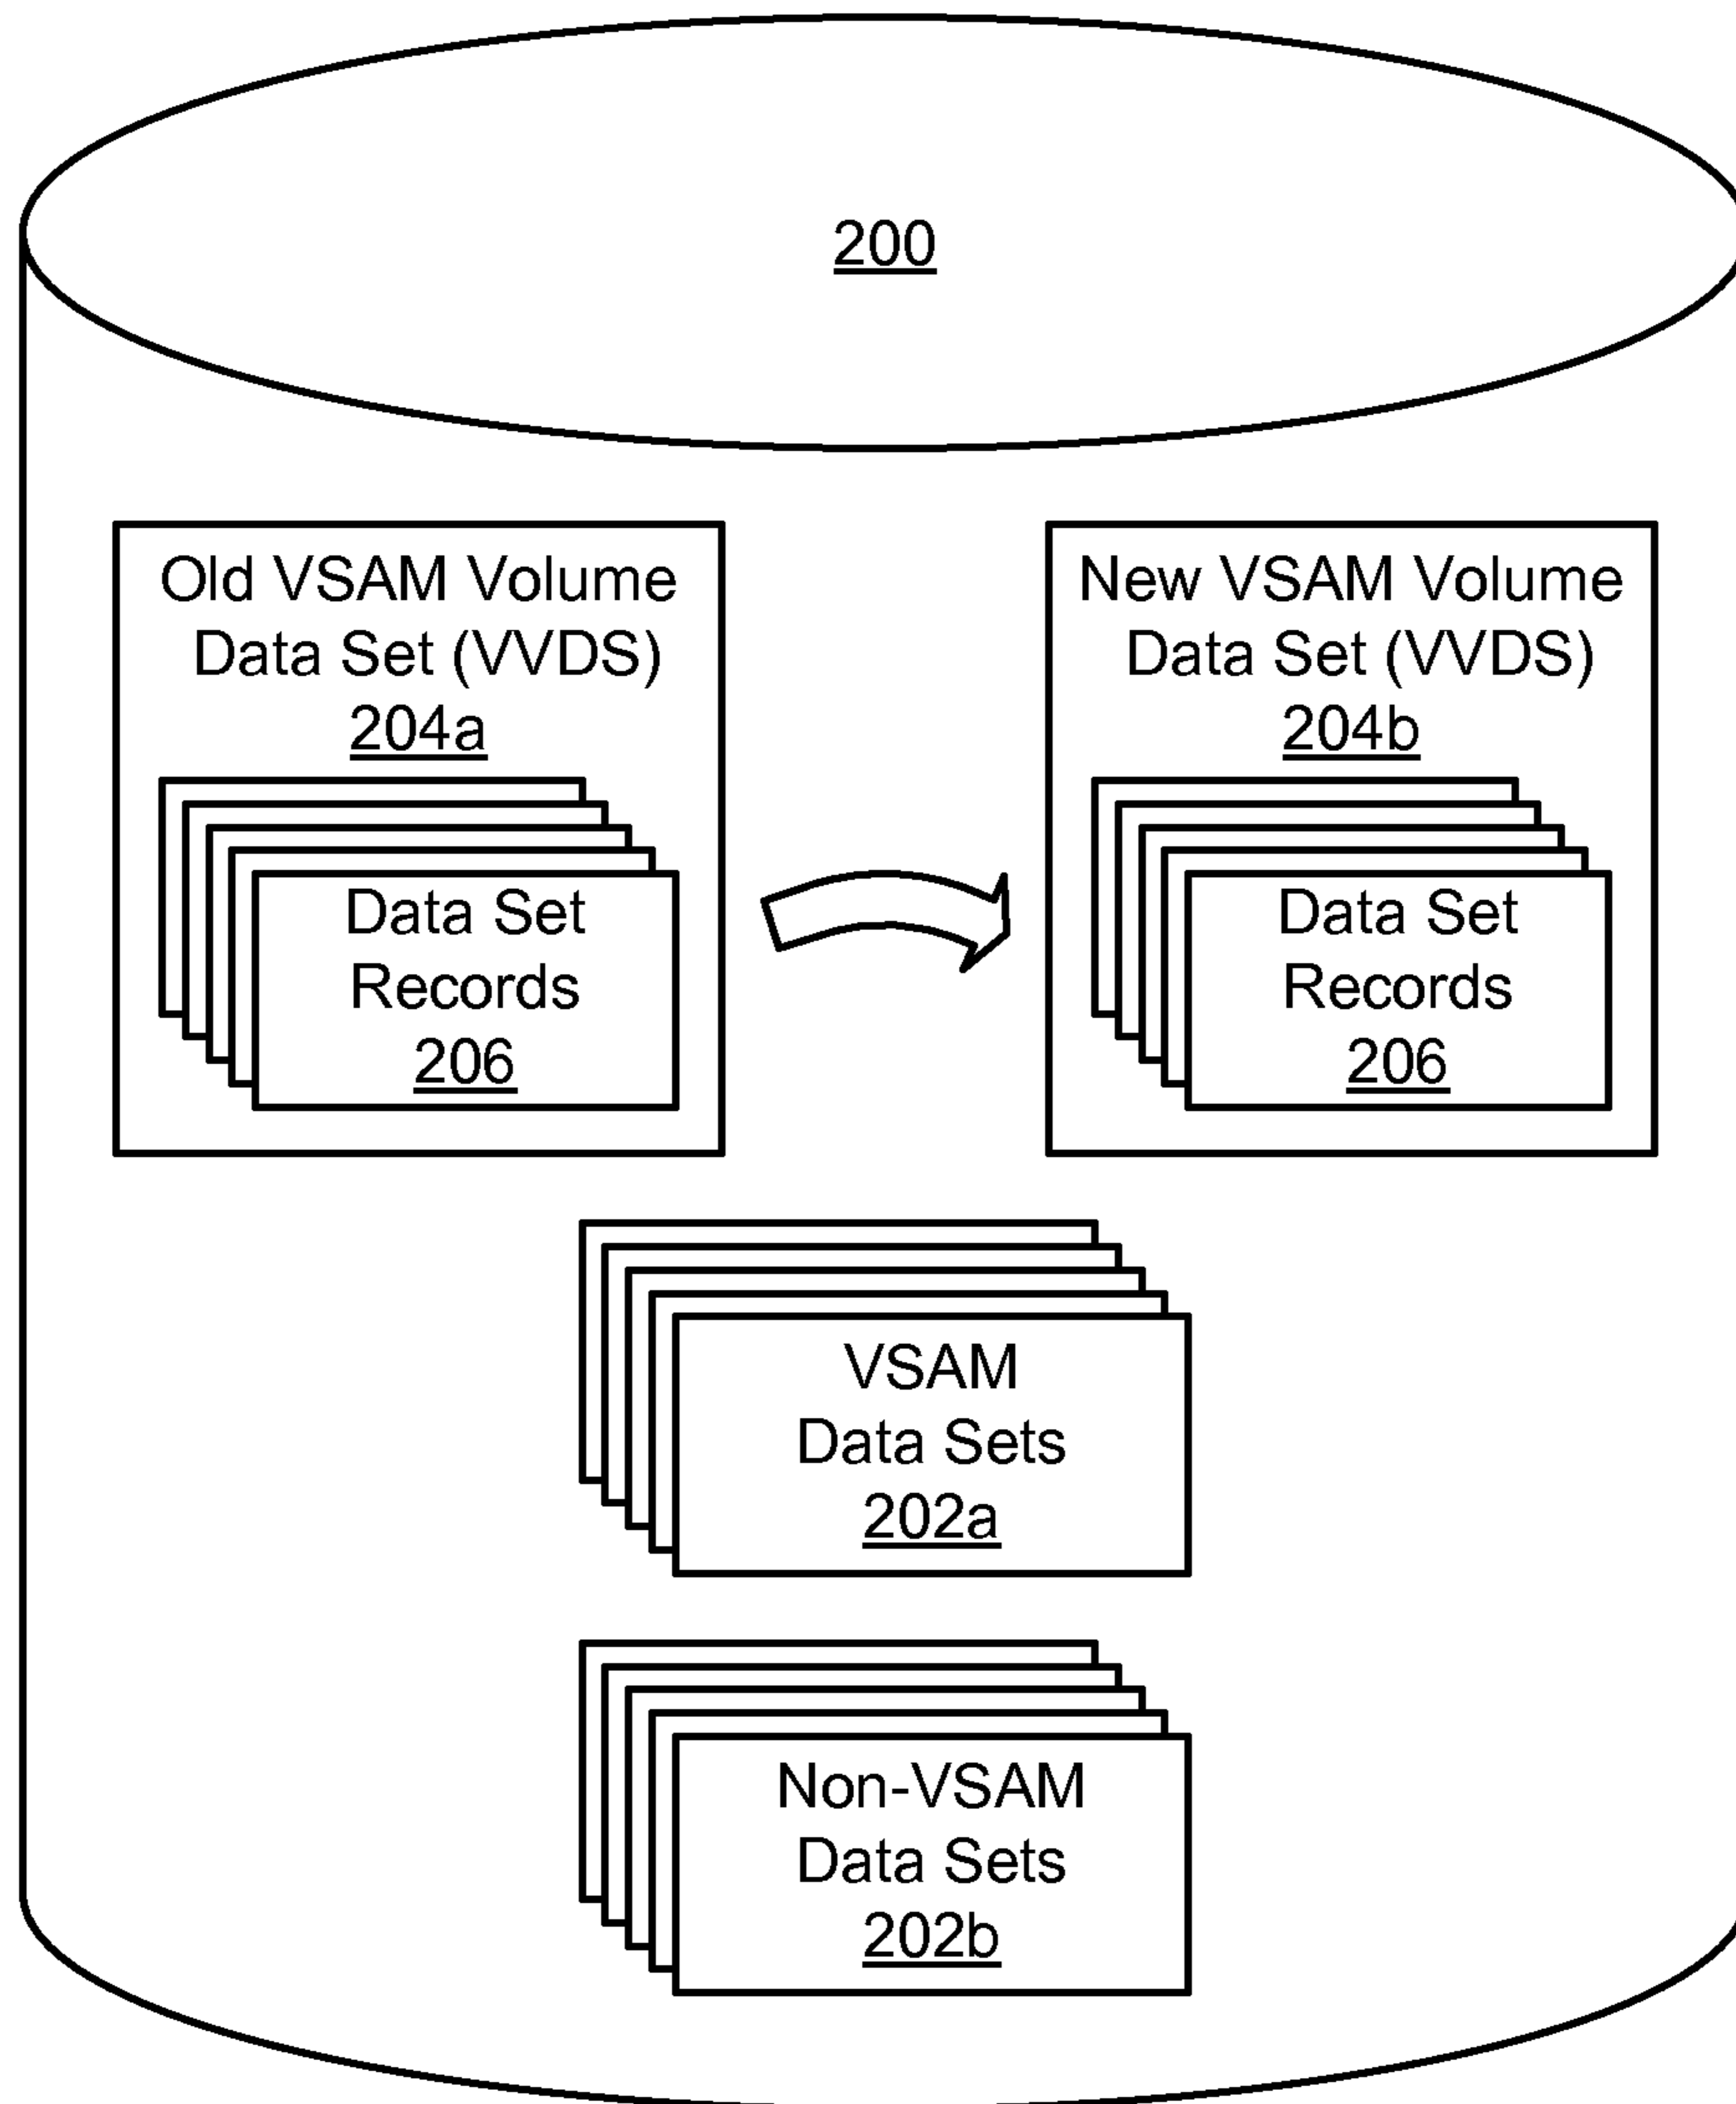 200
Old VSAM Volume
Data Set (VVDS)
204a
Data Set
Records
206
New VSAM Volume
Data Set (VVDS)
204b
Data Set
Records
206
VSAM
Data Sets
202a
Non-VSAM
Data Sets
202b